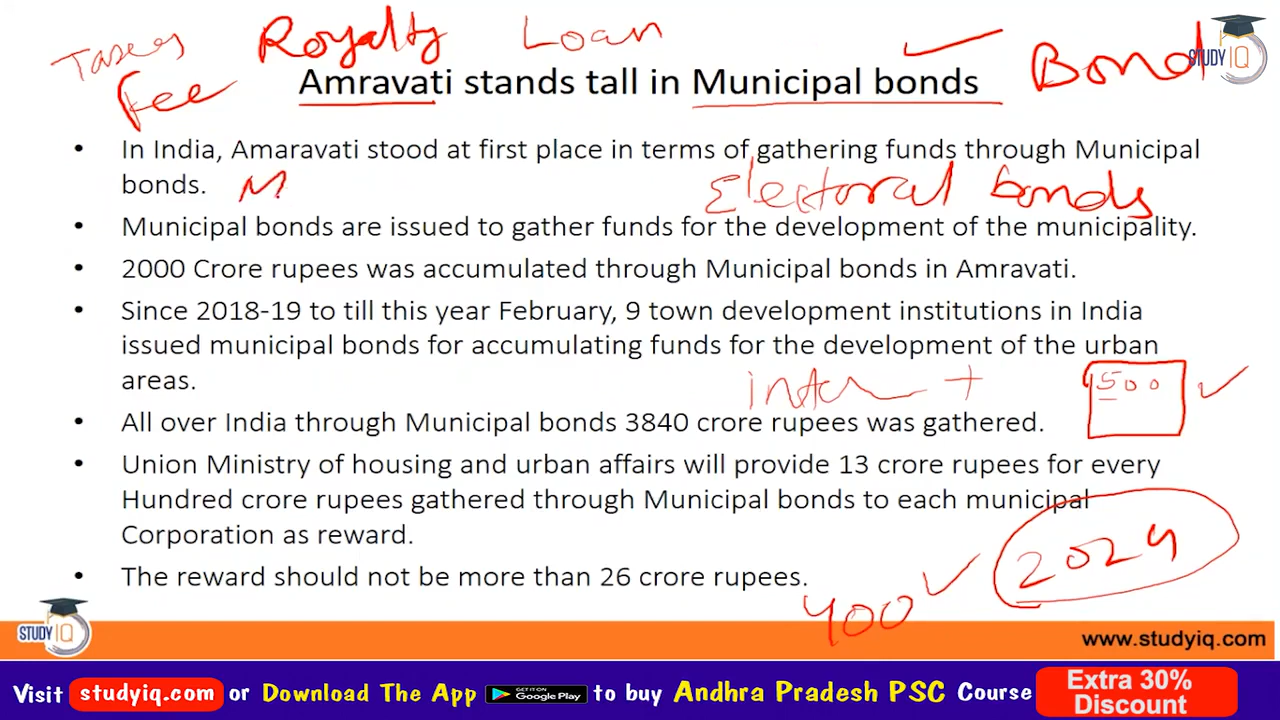 Taxes Royalty Loan
Fee
Bond
STUDY IQ
Amravati stands tall in Municipal bonds
• In India, Amaravati stood at first place in terms of gathering funds through Municipal
bonds. M
Electoral bonds
• Municipal bonds are issued to gather funds for the development of the municipality.
• 2000 Crore rupees was accumulated through Municipal bonds in Amravati.
• Since 2018-19 to till this year February, 9 town development institutions in India
issued municipal bonds for accumulating funds for the development of the urban
areas.
+ 500
• All over India through Municipal bonds 3840 crore rupees was gathered.
• Union Ministry of housing and urban affairs will provide 13 crore rupees for every
Hundred crore rupees gathered through Municipal bonds to each municipal
Corporation as reward.
2024
• The reward should not be more than 26 crore rupees.
400
STUDY IQ
www.studyiq.com
Visit studyiq.com or Download The App GET IT ON Google Play to buy Andhra Pradesh PSC Course
Extra 30%
Discount